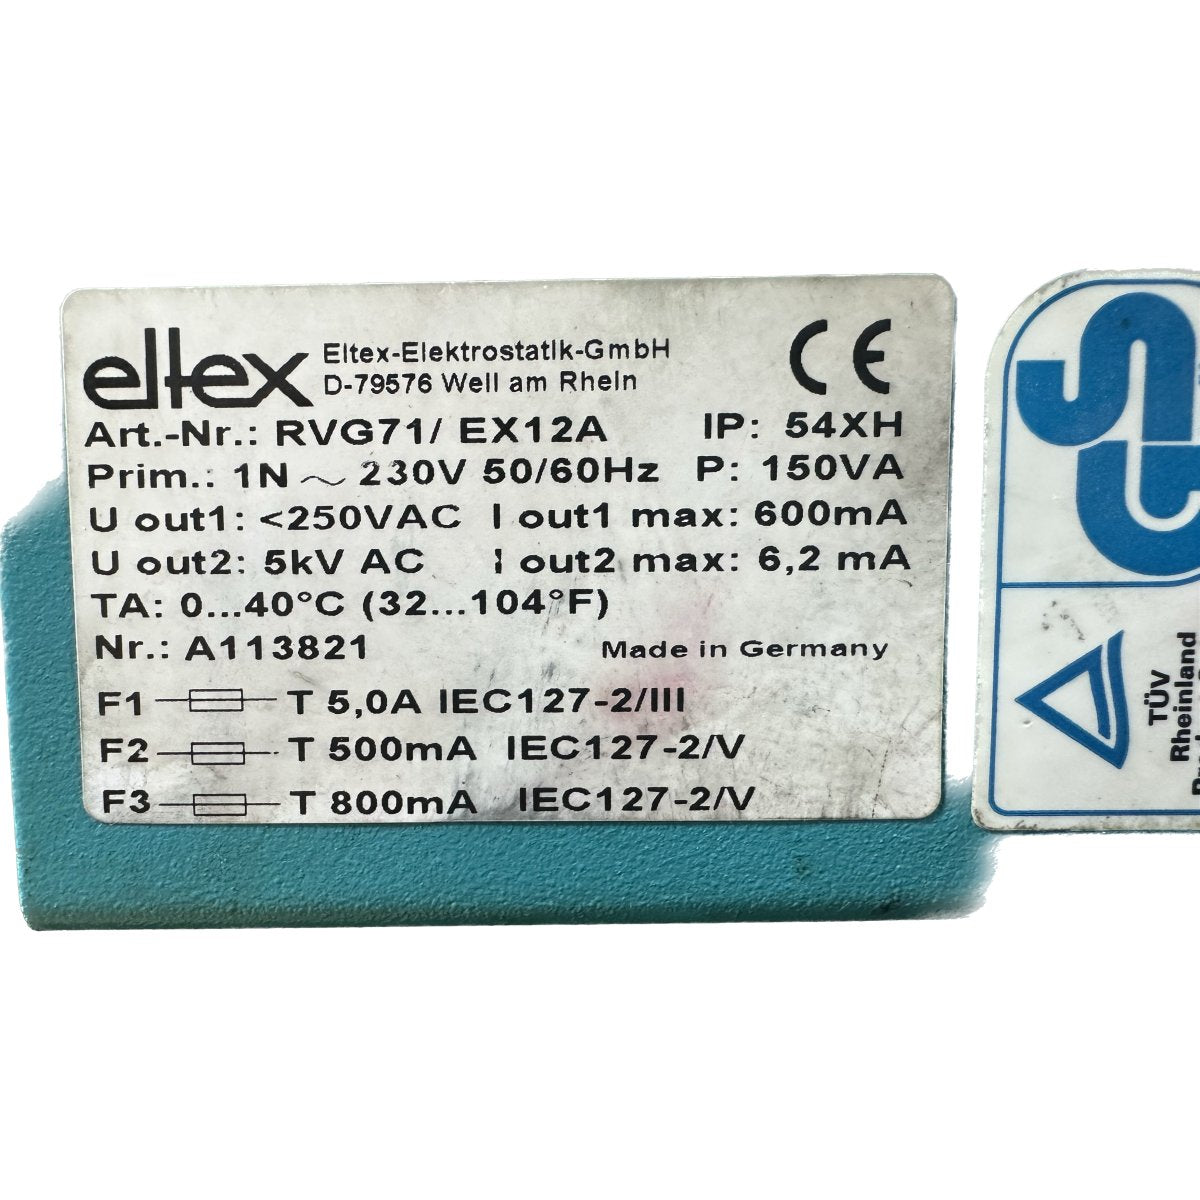 eltex Eltex-Elektrostatik-GmbH
D-79576 Weil am Rhein
CE
Art.-Nr.: RVG71/ EX12A IP: 54XH
Prim.: 1N ~ 230V 50/60Hz P: 150VA
U out1: <250VAC I out1 max: 600mA
U out2: 5kV AC I out2 max: 6,2 mA
TA: 0...40°C (32...104°F)
Nr.: A113821 Made in Germany
F1 T 5,0A IEC127-2/III
F2 T 500mA IEC127-2/V
F3 T 800mA IEC127-2/V
TÜV
Rheinland